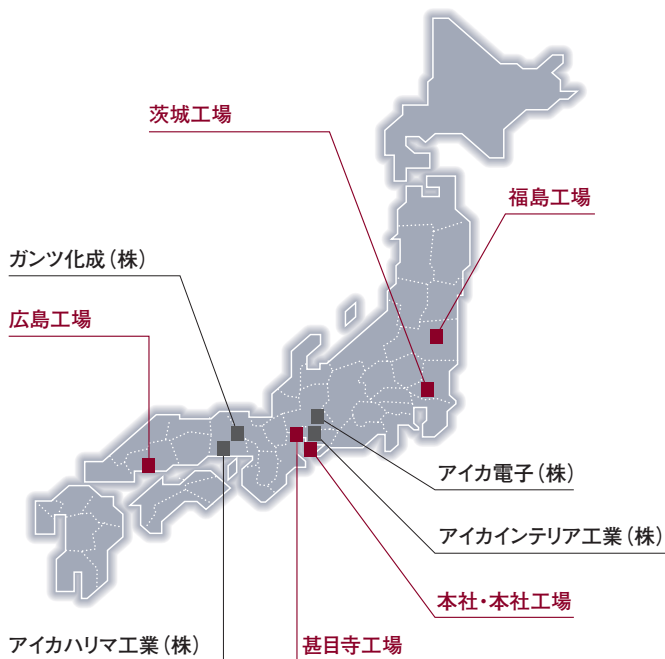 茨城工場
福島工場
ガンツ化成（株）
広島工場
アイカ電子（株）
アイカインテリア工業（株）
本社・本社工場
アイカハリマ工業（株）
甚目寺工場